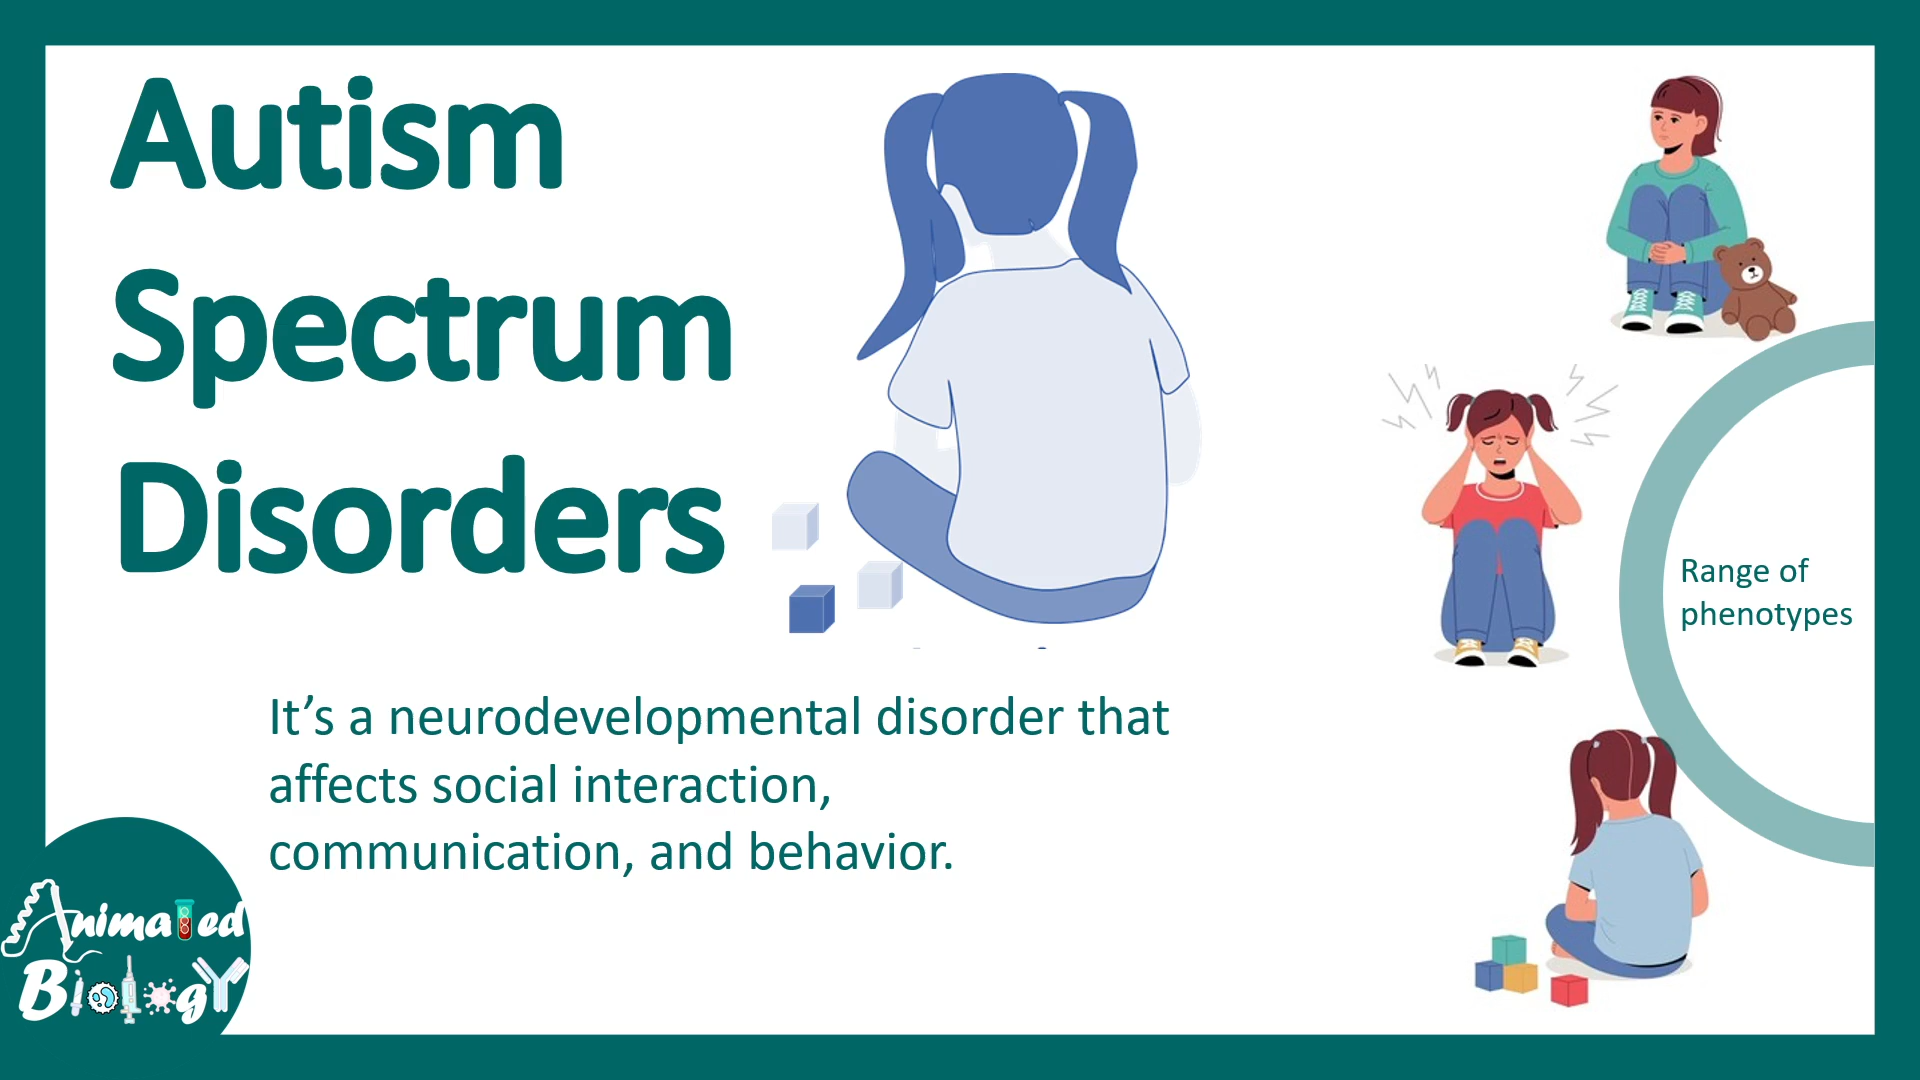 Autism
Spectrum
Disorders
It’s a neurodevelopmental disorder that
affects social interaction,
communication, and behavior.
Range of
phenotypes
Animated
Biology